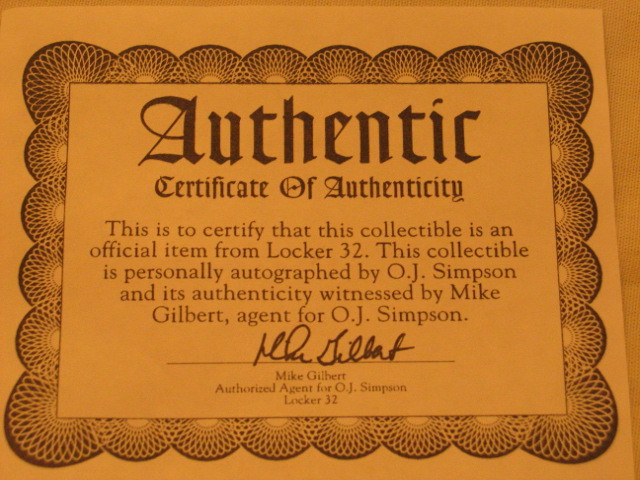 Authentic
Certificate Of Authenticity
This is to certify that this collectible is an
official item from Locker 32. This collectible
is personally autographed by O.J. Simpson
and its authenticity witnessed by Mike
Gilbert, agent for O.J. Simpson.
Mike Gilbert
Mike Gilbert
Authorized Agent for O.J. Simpson
Locker 32